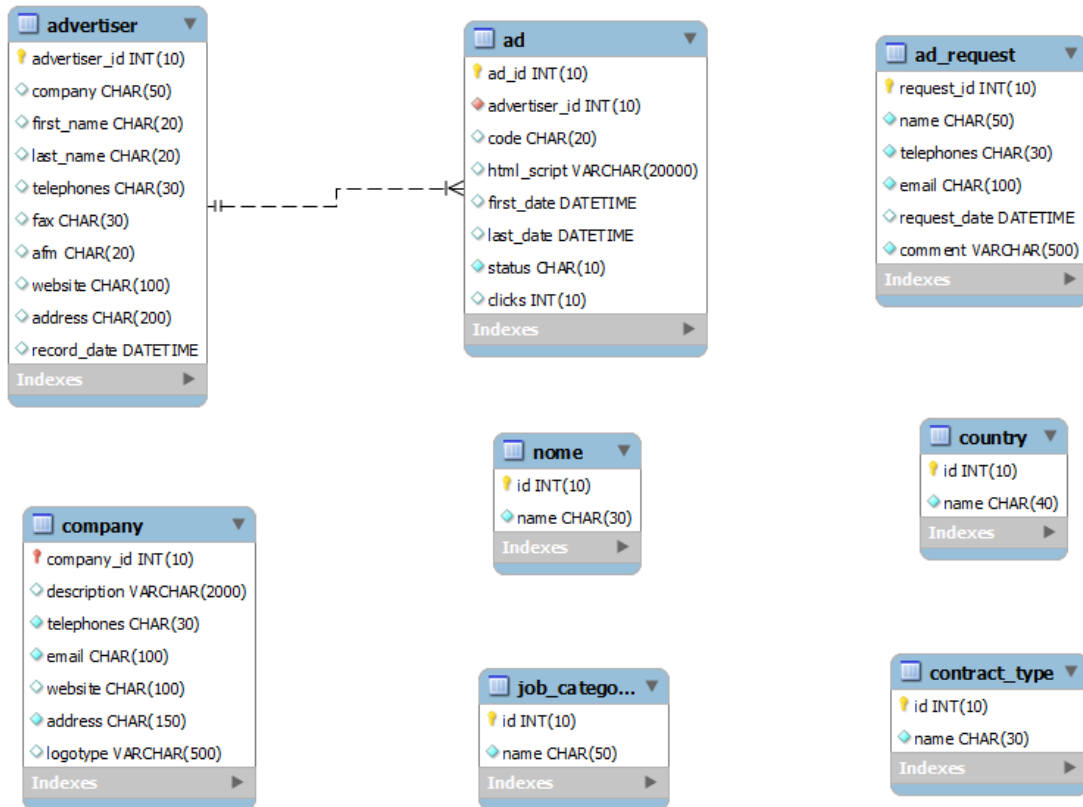 advertiser
advertiser_id INT(10)
company CHAR(50)
first_name CHAR(20)
last_name CHAR(20)
telephones CHAR(30)
fax CHAR(30)
afm CHAR(20)
website CHAR(100)
address CHAR(200)
record_date DATETIME
Indexes
ad
ad_id INT(10)
advertiser_id INT(10)
code CHAR(20)
html_script VARCHAR(20000)
first_date DATETIME
last_date DATETIME
status CHAR(10)
clicks INT(10)
Indexes
ad_request
request_id INT(10)
name CHAR(50)
telephones CHAR(30)
email CHAR(100)
request_date DATETIME
comment VARCHAR(500)
Indexes
nome
id INT(10)
name CHAR(30)
Indexes
country
id INT(10)
name CHAR(40)
Indexes
company
company_id INT(10)
description VARCHAR(2000)
telephones CHAR(30)
email CHAR(100)
website CHAR(100)
address CHAR(150)
logotype VARCHAR(500)
Indexes
job_catego...
id INT(10)
name CHAR(50)
Indexes
contract_type
id INT(10)
name CHAR(30)
Indexes